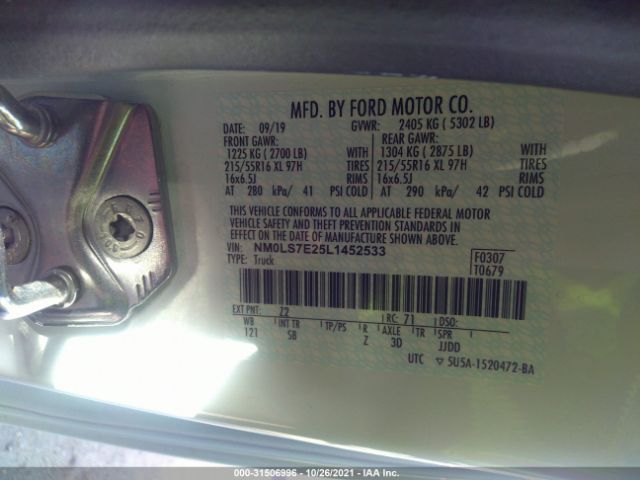 MFD. BY FORD MOTOR CO.
DATE: 09/19 GVWR: 2405 KG ( 5302 LB)
FRONT GAWR: REAR GAWR:
1225 KG ( 2700 LB) WITH 1304 KG ( 2875 LB) WITH
215/55R16 XL 97H TIRES 215/55R16 XL 97H TIRES
16x6.5J RIMS 16x6.5J RIMS
AT 280 kPa/ 41 PSI COLD AT 290 kPa/ 42 PSI COLD
THIS VEHICLE CONFORMS TO ALL APPLICABLE FEDERAL MOTOR
VEHICLE SAFETY AND THEFT PREVENTION STANDARDS IN
EFFECT ON THE DATE OF MANUFACTURE SHOWN ABOVE.
VIN: NM0LS7E25L1452533 F0307
TYPE: Truck T0679
EXT PNT: Z2 RC: 71 DSO:
WB INT TR TP/PS R AXLE TR SPR
121 SB Z 3D JJDD
UTC ▽ 5U5A-1520472-BA
000-31506996 - 10/26/2021 - IAA Inc.